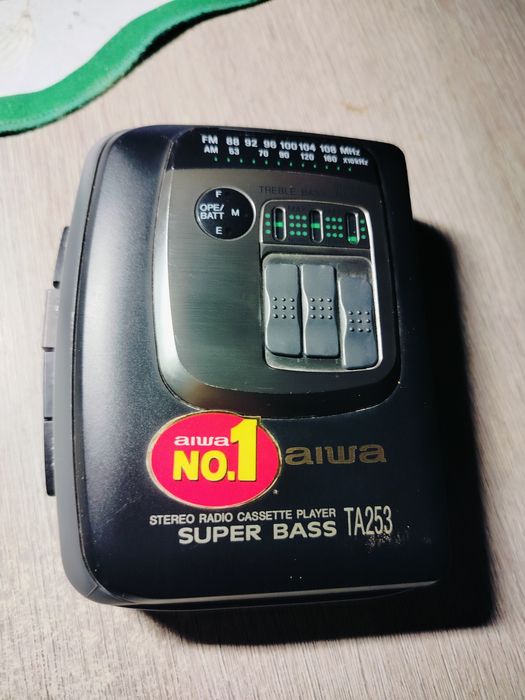 FM 88 92 96 100 104 108 MHz
AM 53 70 90 120 160 x10kHz
TREBLE BASS
F
OPE/
BATT
M
E
aiwa
NO.1
aiwa
STEREO RADIO CASSETTE PLAYER
SUPER BASS TA253